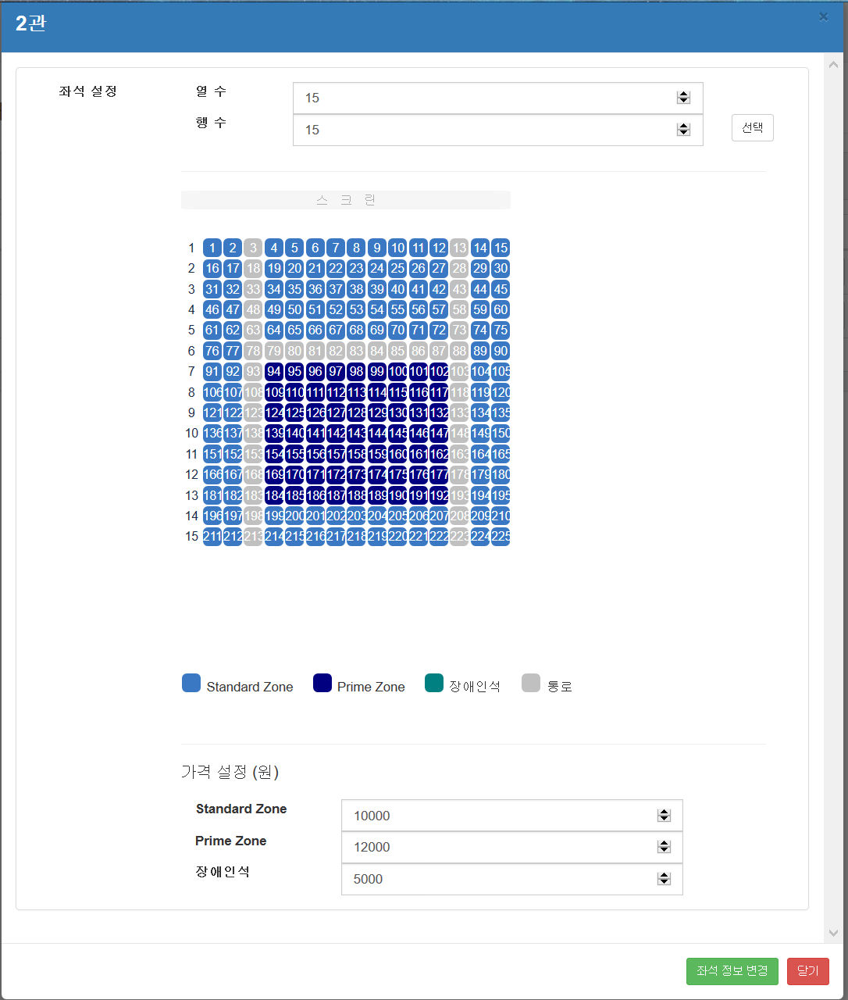 2관
×
좌석 설정
열 수 15
행 수 15 선택
스 크 린
1 1 2 3 4 5 6 7 8 9 10 11 12 13 14 15
2 16 17 18 19 20 21 22 23 24 25 26 27 28 29 30
3 31 32 33 34 35 36 37 38 39 40 41 42 43 44 45
4 46 47 48 49 50 51 52 53 54 55 56 57 58 59 60
5 61 62 63 64 65 66 67 68 69 70 71 72 73 74 75
6 76 77 78 79 80 81 82 83 84 85 86 87 88 89 90
7 91 92 93 94 95 96 97 98 99 100 101 102 103 104 105
8 106 107 108 109 110 111 112 113 114 115 116 117 118 119 120
9 121 122 123 124 125 126 127 128 129 130 131 132 133 134 135
10 136 137 138 139 140 141 142 143 144 145 146 147 148 149 150
11 151 152 153 154 155 156 157 158 159 160 161 162 163 164 165
12 166 167 168 169 170 171 172 173 174 175 176 177 178 179 180
13 181 182 183 184 185 186 187 188 189 190 191 192 193 194 195
14 196 197 198 199 200 201 202 203 204 205 206 207 208 209 210
15 211 212 213 214 215 216 217 218 219 220 221 222 223 224 225
Standard Zone Prime Zone 장애인석 통로
가격 설정 (원)
Standard Zone 10000
Prime Zone 12000
장애인석 5000
좌석 정보 변경 닫기